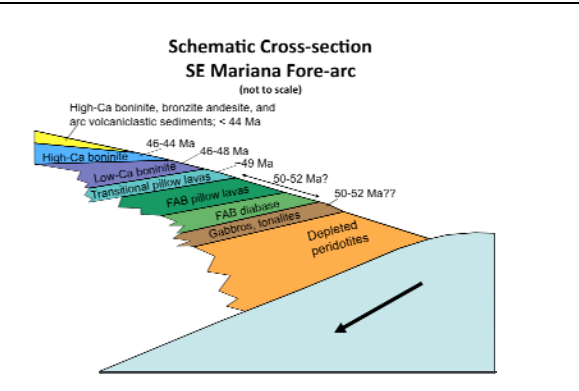 Schematic Cross-section
SE Mariana Fore-arc
(not to scale)
High-Ca boninite, bronzite andesite, and
arc volcaniclastic sediments; < 44 Ma
46-44 Ma
High-Ca boninite
46-48 Ma
Low-Ca boninite
~49 Ma
Transitional pillow lavas
50-52 Ma?
FAB pillow lavas
50-52 Ma??
FAB diabase
Gabbros, tonalites
Depleted
peridotites